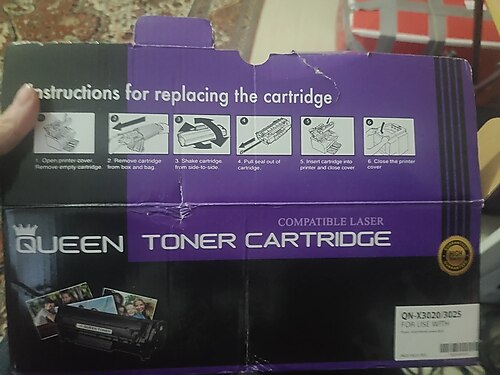 Instructions for replacing the cartridge
1. Open printer cover.
Remove empty cartridge.
2. Remove cartridge
from box and bag.
3. Shake cartridge
from side-to-side.
4. Pull seal out of
cartridge.
5. Insert cartridge into
printer and close cover.
6. Close the printer
cover
COMPATIBLE LASER
QUEEN TONER CARTRIDGE
HIGH
QN-X3020/3025
FOR USE WITH